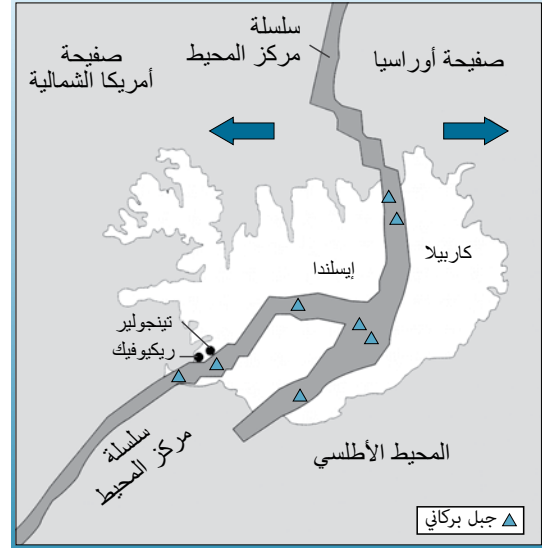 سلسلة
مركز المحيط
صفيحة أوراسيا
صفيحة
أمريكا الشمالية
كاربيلا
إيسلندا
تينجولير
ريكيوفيك
سلسلة
مركز المحيط
المحيط الأطلسي
جبل بركاني